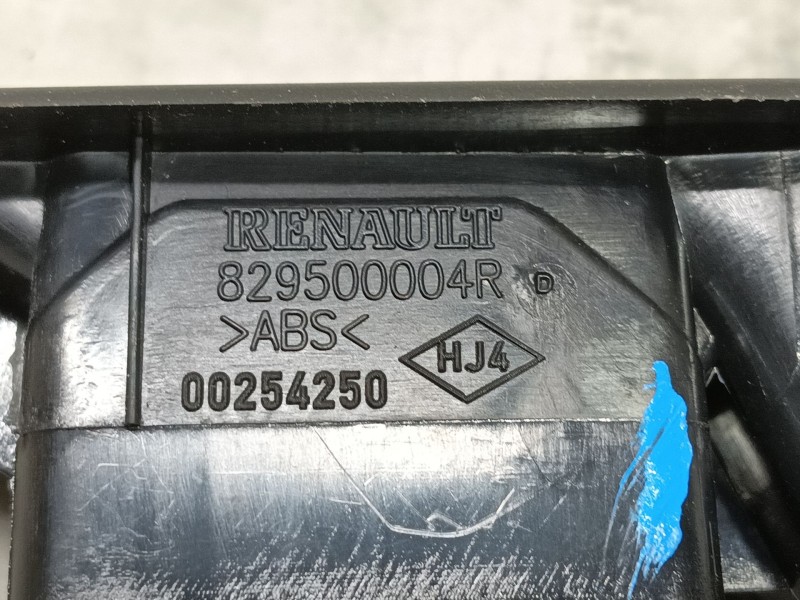 RENAULT
829500004R D
>ABS<
HJ4
00254250